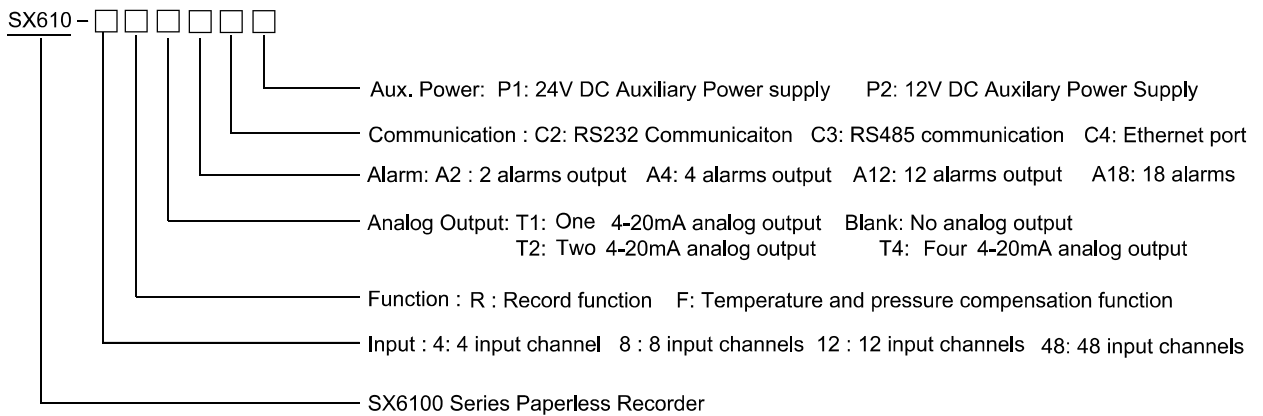 SX610 -
Aux. Power: P1: 24V DC Auxiliary Power supply P2: 12V DC Auxilary Power Supply
Communication : C2: RS232 Communicaiton C3: RS485 communication C4: Ethernet port
Alarm: A2 : 2 alarms output A4: 4 alarms output A12: 12 alarms output A18: 18 alarms
Analog Output: T1: One 4-20mA analog output Blank: No analog output
T2: Two 4-20mA analog output T4: Four 4-20mA analog output
Function : R : Record function F: Temperature and pressure compensation function
Input : 4: 4 input channel 8 : 8 input channels 12 : 12 input channels 48: 48 input channels
SX6100 Series Paperless Recorder